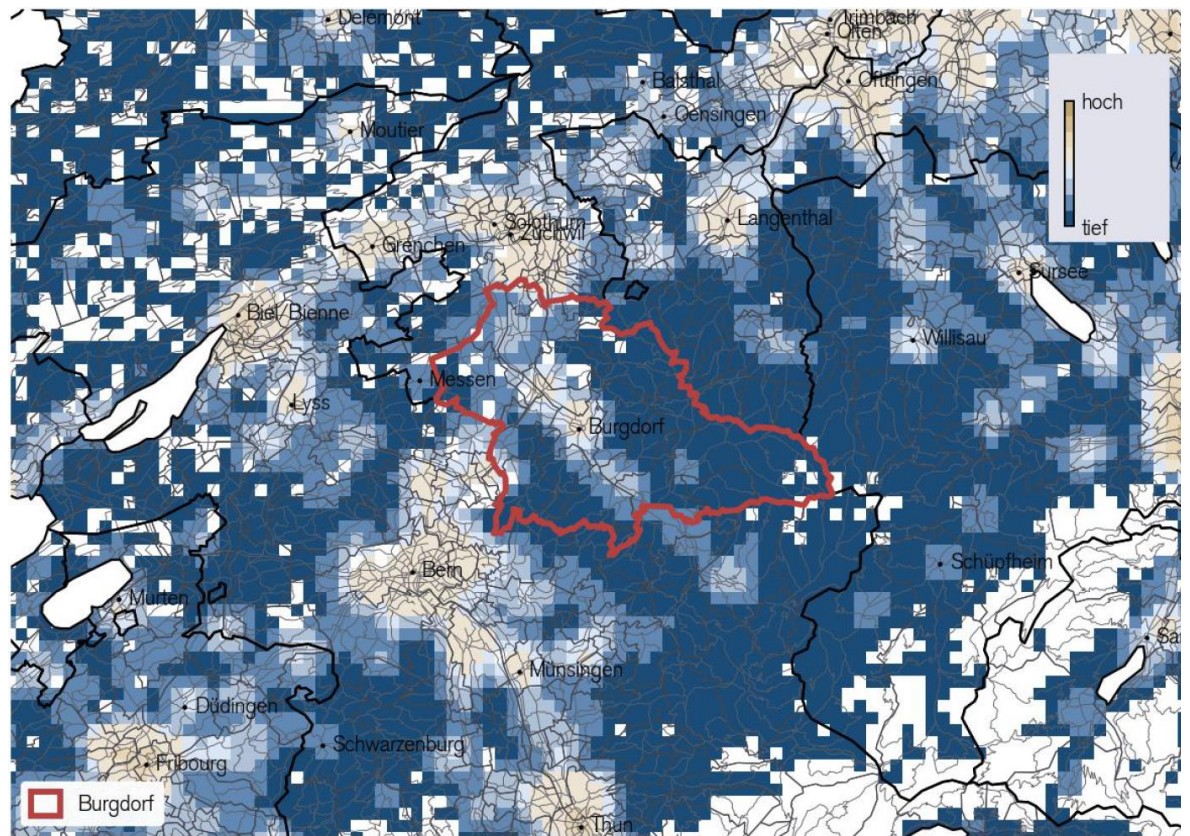 Delemont
Trimbach
Olten
Balsthal
Oftringen
hoch
Oensingen
Moutier
Solothurn
Zuchwil
Langenthal
tief
Grenchen
Sursee
Biel/Bienne
Willisau
Messen
Lyss
Burgdorf
Bern
Schüpfheim
Murten
Münsingen
Düdingen
Schwarzenburg
Fribourg
Burgdorf
Thun